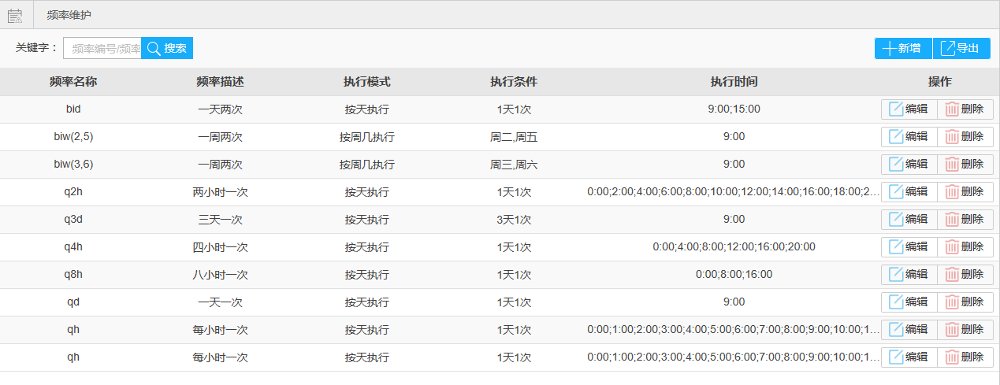 频率维护
关键字： 频率编号/频率 搜索 新增 导出
频率名称 频率描述 执行模式 执行条件 执行时间 操作
bid 一天两次 按天执行 1天1次 9:00;15:00 编辑 删除
biw(2,5) 一周两次 按周几执行 周二,周五 9:00 编辑 删除
biw(3,6) 一周两次 按周几执行 周三,周六 9:00 编辑 删除
q2h 两小时一次 按天执行 1天1次 0:00;2:00;4:00;6:00;8:00;10:00;12:00;14:00;16:00;18:00;2... 编辑 删除
q3d 三天一次 按天执行 3天1次 9:00 编辑 删除
q4h 四小时一次 按天执行 1天1次 0:00;4:00;8:00;12:00;16:00;20:00 编辑 删除
q8h 八小时一次 按天执行 1天1次 0:00;8:00;16:00 编辑 删除
qd 一天一次 按天执行 1天1次 9:00 编辑 删除
qh 每小时一次 按天执行 1天1次 0:00;1:00;2:00;3:00;4:00;5:00;6:00;7:00;8:00;9:00;10:00;1... 编辑 删除
qh 每小时一次 按天执行 1天1次 0:00;1:00;2:00;3:00;4:00;5:00;6:00;7:00;8:00;9:00;10:00;1... 编辑 删除